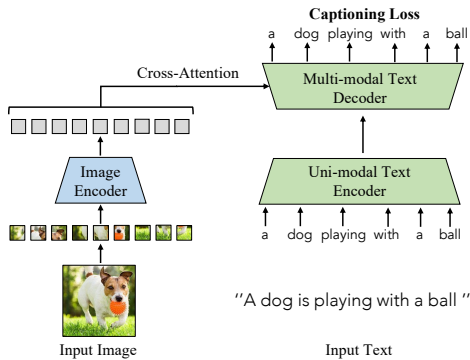 Captioning Loss
a dog playing with a ball
Cross-Attention
Multi-modal Text
Decoder
Image
Encoder
Uni-modal Text
Encoder
a dog playing with a ball
"A dog is playing with a ball "
Input Image
Input Text